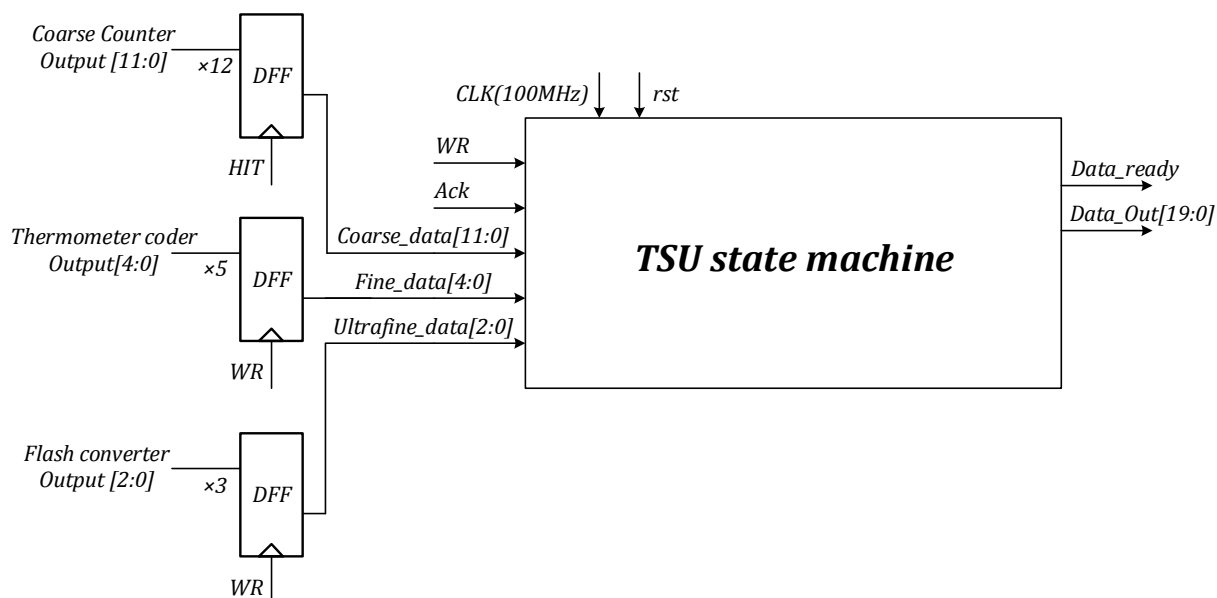 Coarse Counter
Output [11:0]
×12
DFF
HIT
Thermometer coder
Output[4:0]
×5
DFF
WR
Flash converter
Output [2:0]
×3
DFF
WR
CLK(100MHz)
rst
WR
Ack
Coarse_data[11:0]
Fine_data[4:0]
Ultrafine_data[2:0]
TSU state machine
Data_ready
Data_Out[19:0]